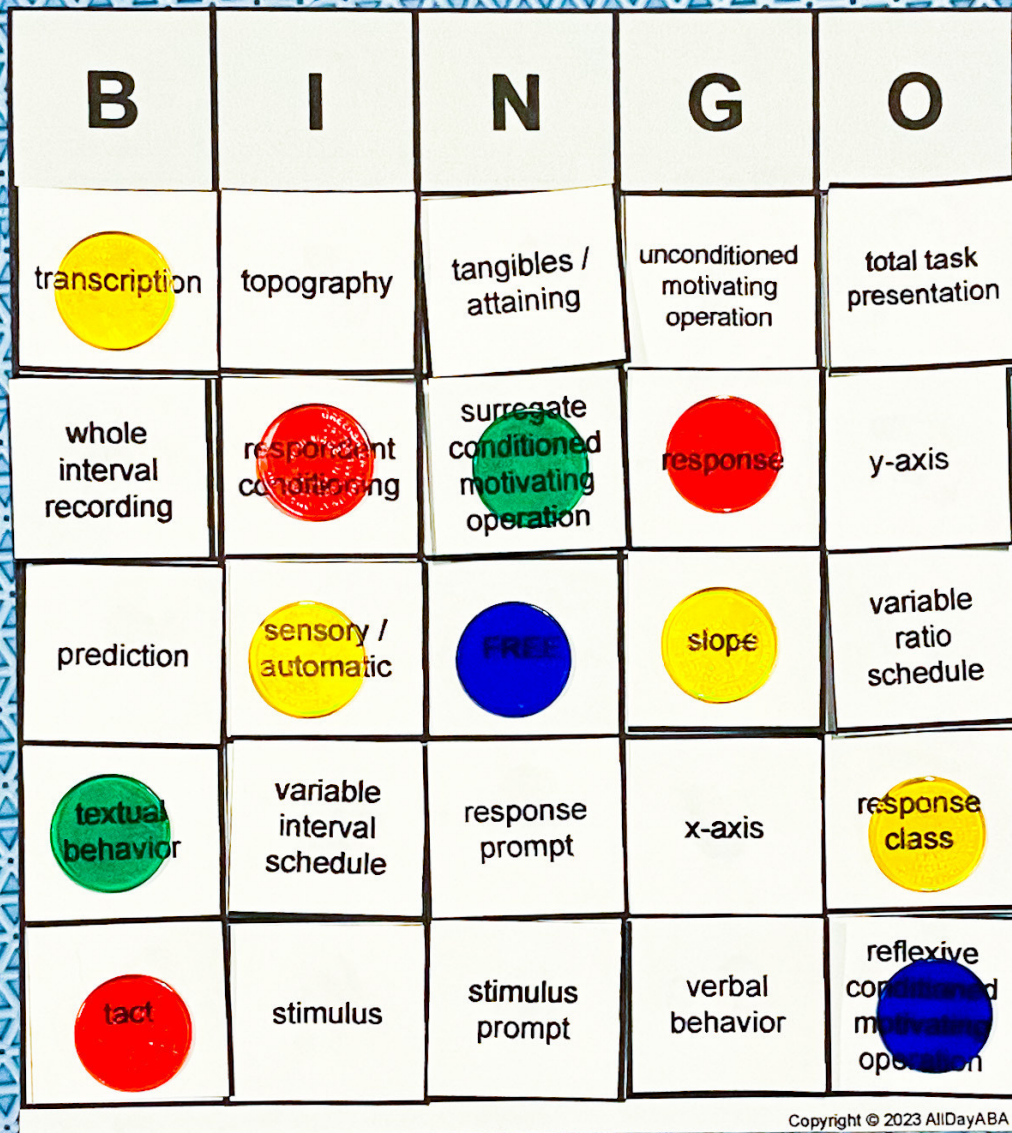 B I N G O
transcription
topography
tangibles /
attaining
unconditioned
motivating
operation
total task
presentation
whole
interval
recording
respondent
conditioning
surrogate
conditioned
motivating
operation
response
y-axis
prediction
sensory /
automatic
FREE
slope
variable
ratio
schedule
textual
behavior
variable
interval
schedule
response
prompt
x-axis
response
class
tact
stimulus
stimulus
prompt
verbal
behavior
reflexive
conditioned
motivating
operation
Copyright © 2023 AllDayABA